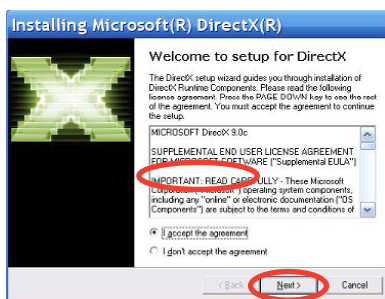 Installing Microsoft(R) DirectX(R)
Welcome to setup for DirectX
The DirectX setup wizard guides you through installation of
DirectX Runtime Components. Please read the following
license agreement. Press the PAGE DOWN key to see the rest
of the agreement. You must accept the agreement to continue
the setup.
MICROSOFT DirectX 9.0c
SUPPLEMENTAL END USER LICENSE AGREEMENT
FOR MICROSOFT SOFTWARE ("Supplemental EULA")
IMPORTANT: READ CAREFULLY - These Microsoft
Corporation ("Microsoft") operating system components,
including any "online" or electronic documentation ("OS
Components") are subject to the terms and conditions of
I accept the agreement
I don't accept the agreement
< Back
Next >
Cancel